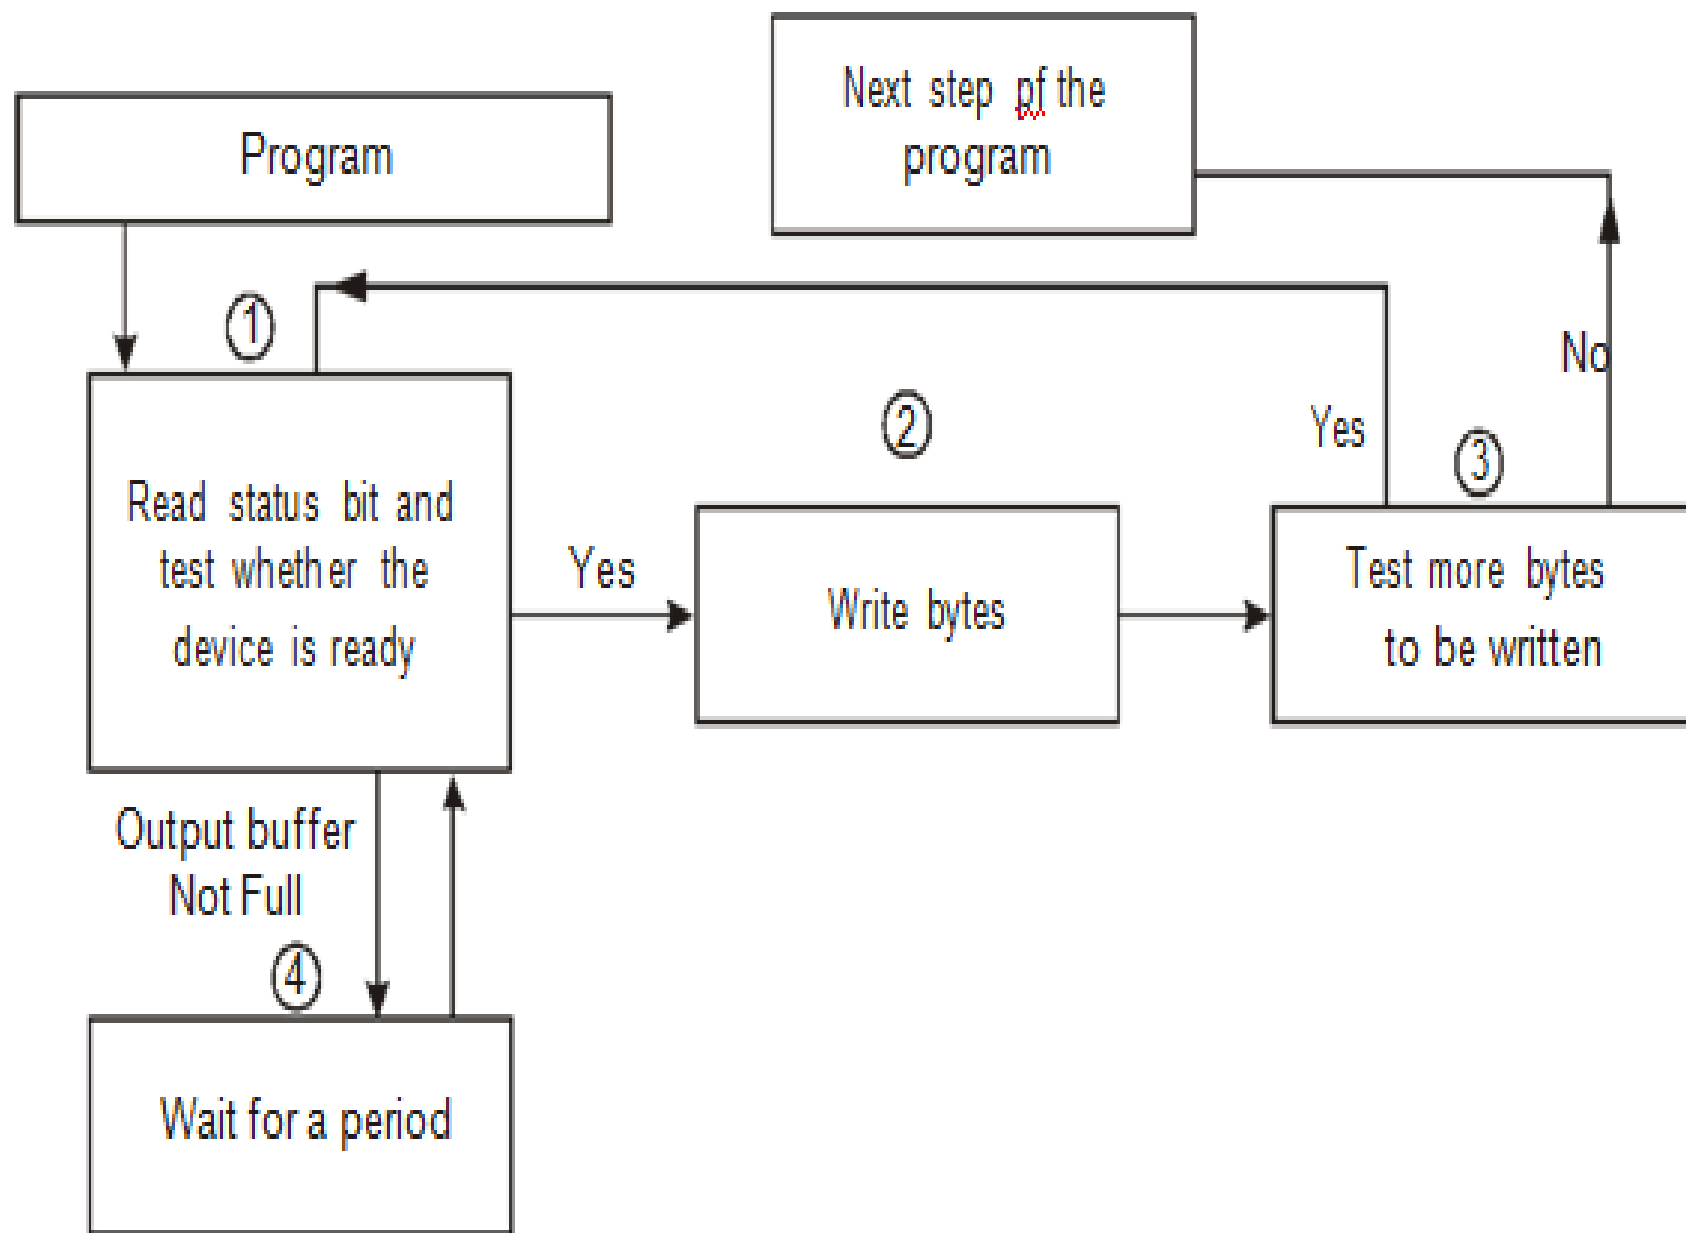 Next step pf the
program
Program
1
2
No
Yes
3
Read status bit and
test whether the
device is ready
Yes
Write bytes
Test more bytes
to be written
Output buffer
Not Full
4
Wait for a period